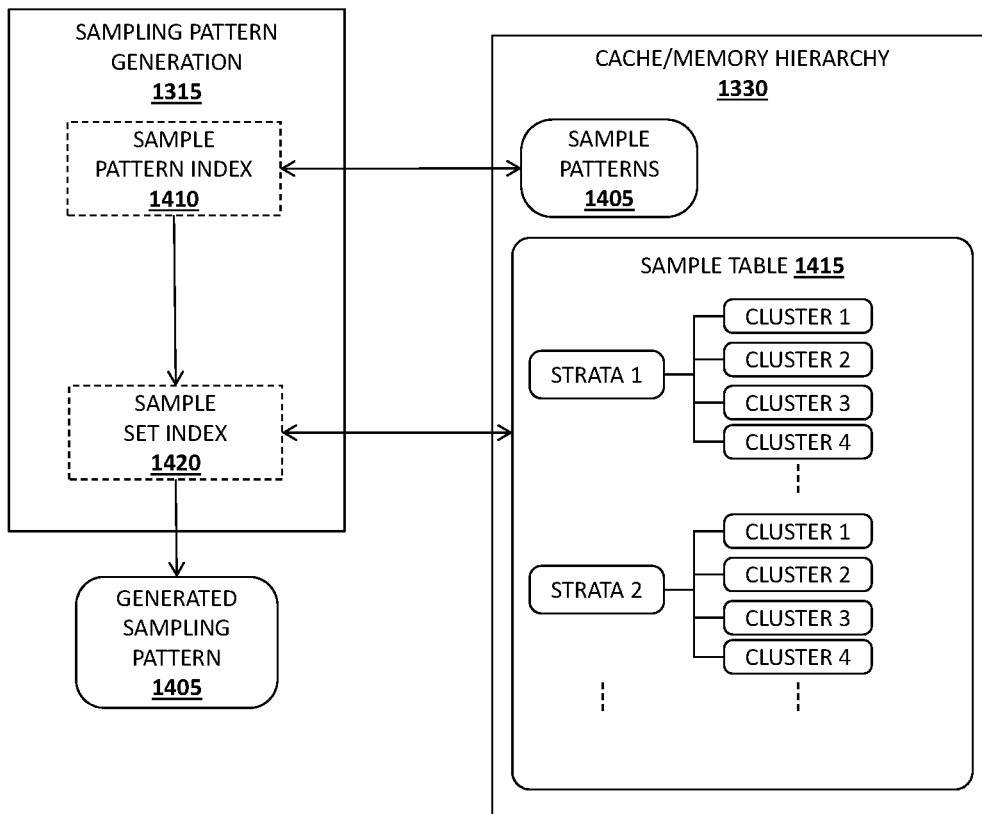 SAMPLING PATTERN
GENERATION
1315
SAMPLE
PATTERN INDEX
1410
SAMPLE
SET INDEX
1420
GENERATED
SAMPLING
PATTERN
1405
CACHE/MEMORY HIERARCHY
1330
SAMPLE
PATTERNS
1405
SAMPLE TABLE 1415
STRATA 1
CLUSTER 1
CLUSTER 2
CLUSTER 3
CLUSTER 4
STRATA 2
CLUSTER 1
CLUSTER 2
CLUSTER 3
CLUSTER 4